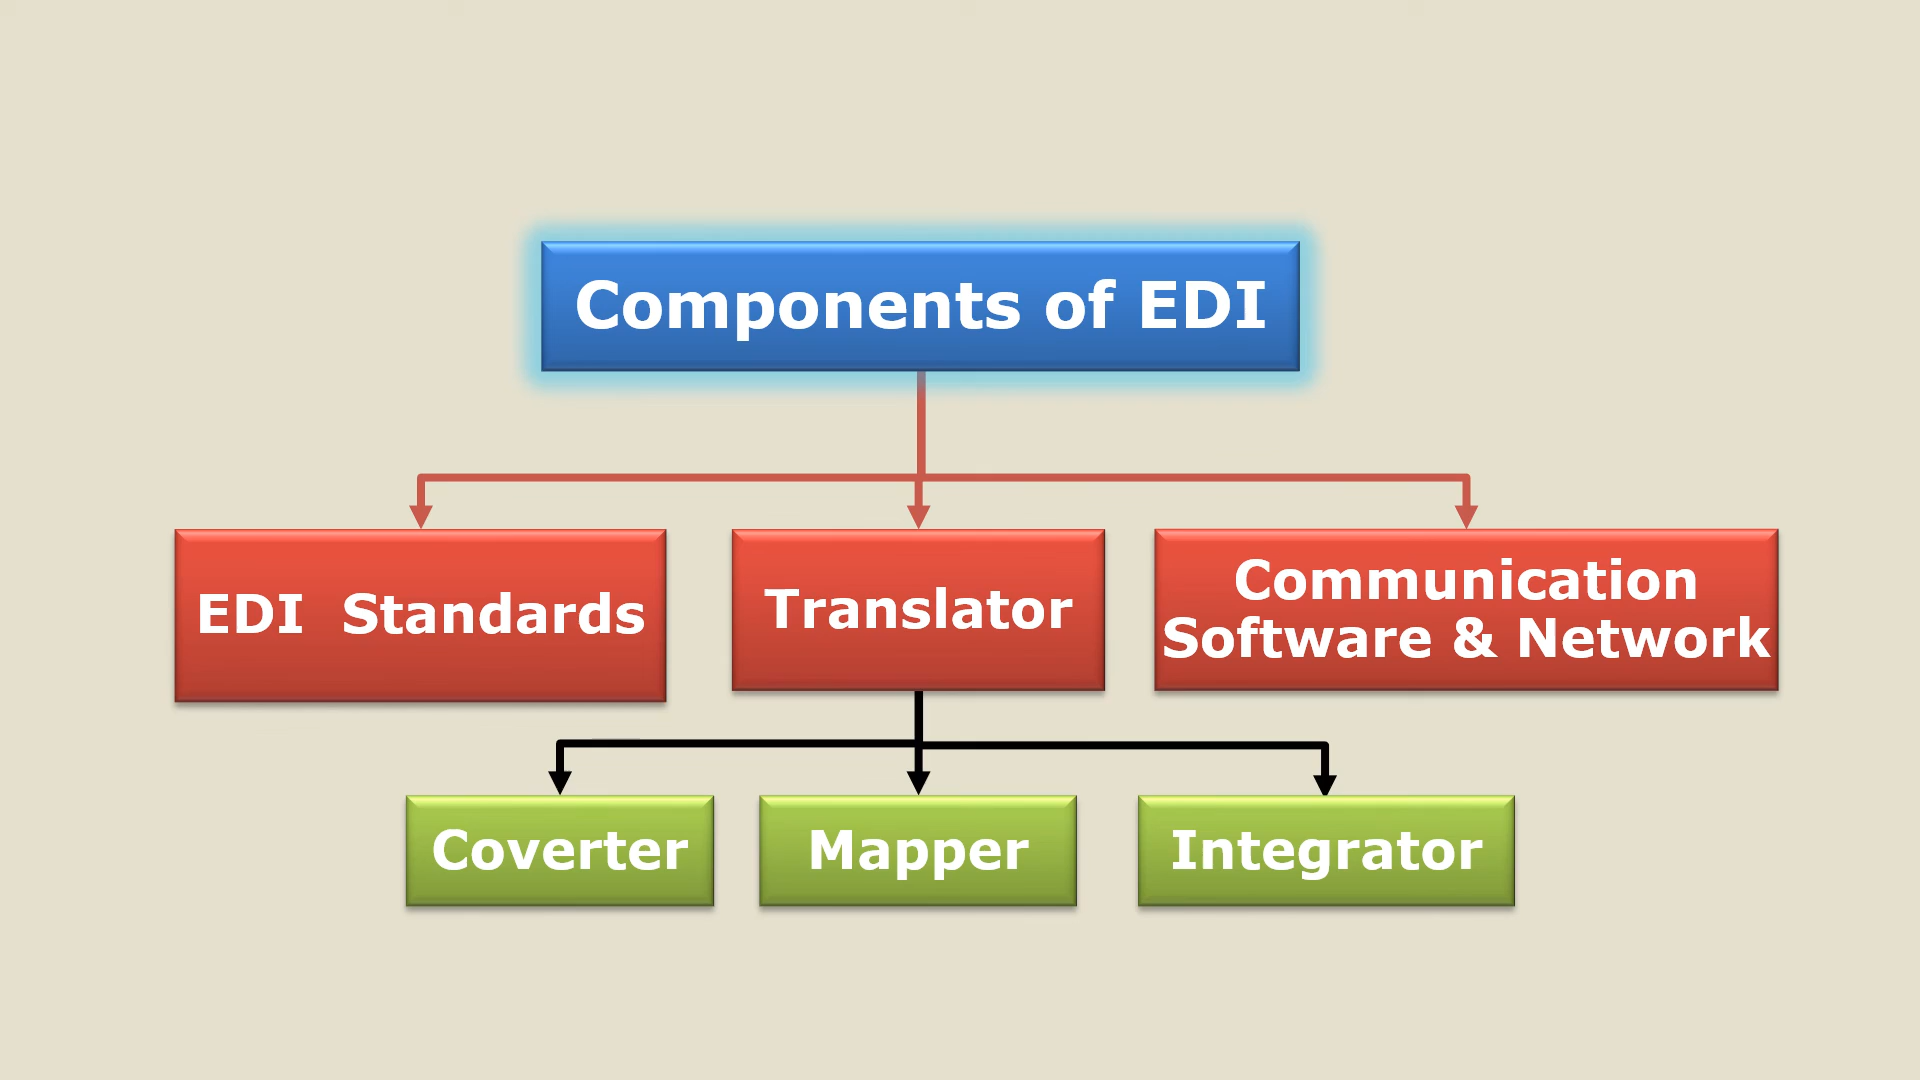 Components of EDI
EDI Standards
Translator
Communication
Software & Network
Coverter
Mapper
Integrator